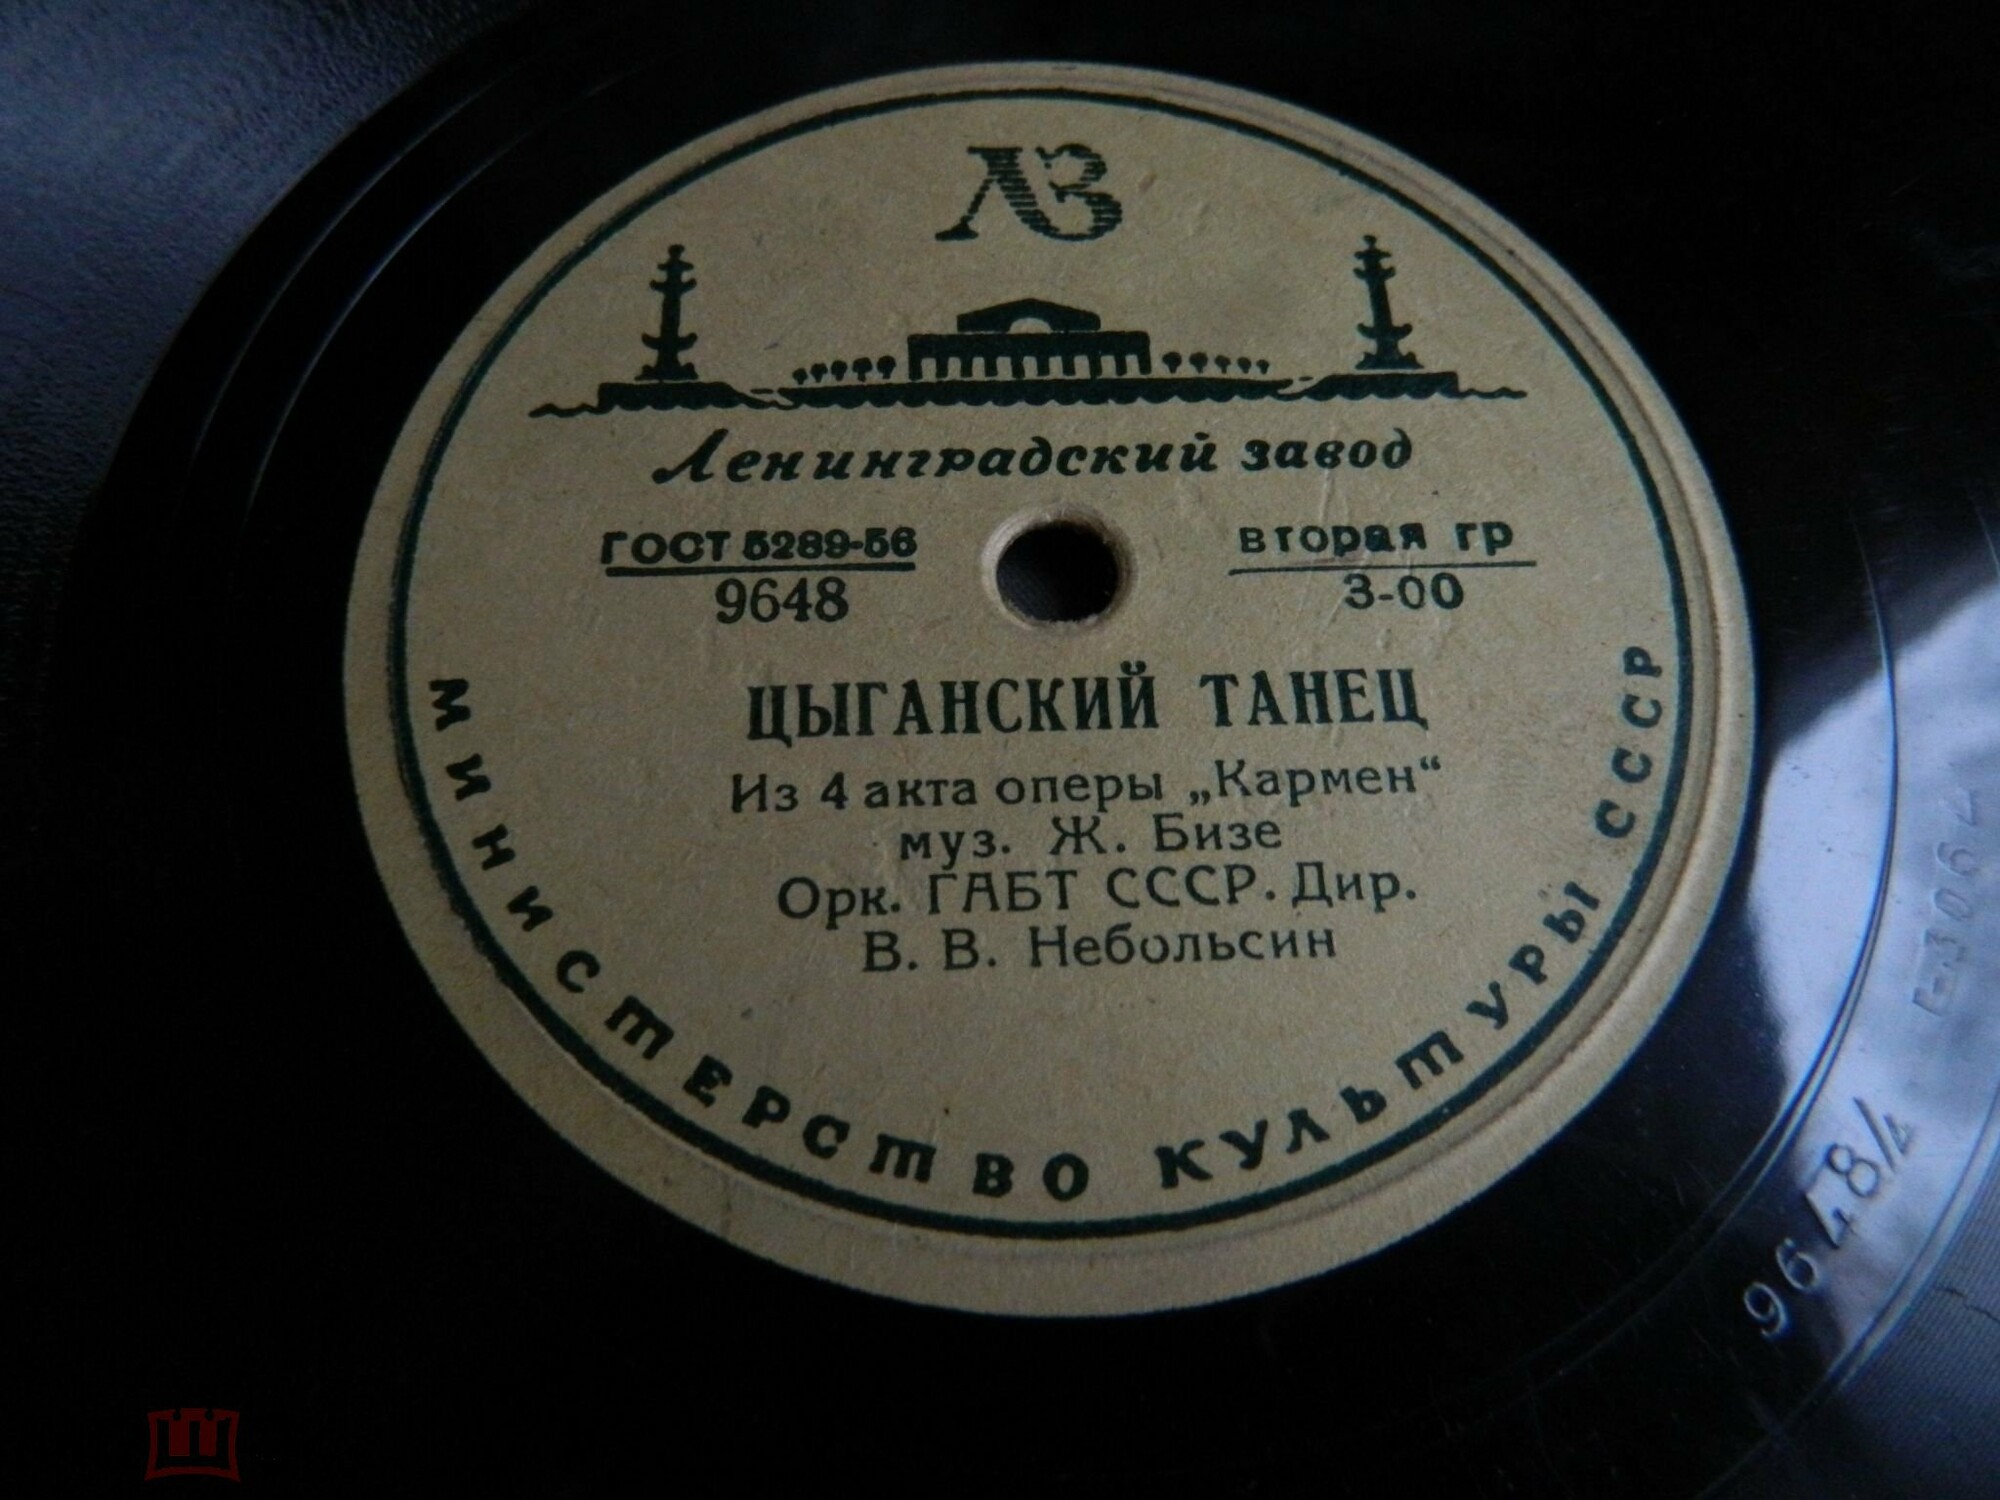 ЛЗ
Ленинградский завод
ГОСТ 5289-56
9648
вторая гр
3-00
ЦЫГАНСКИЙ ТАНЕЦ
Из 4 акта оперы „Кармен“
муз. Ж. Бизе
Орк. ГАБТ СССР. Дир.
В. В. Небольсин
МИНИСТЕРСТВО КУЛЬТУРЫ СССР
9648/4